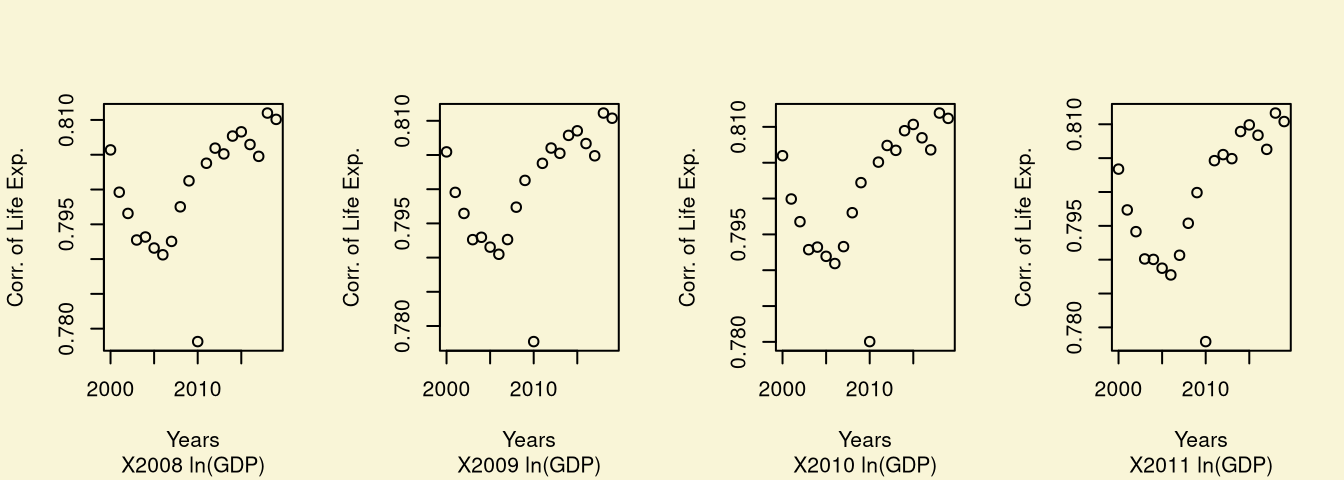 Corr. of Life Exp.
0.780 0.795 0.810
2000 2010
Years
X2008 ln(GDP)
Corr. of Life Exp.
0.780 0.795 0.810
2000 2010
Years
X2009 ln(GDP)
Corr. of Life Exp.
0.780 0.795 0.810
2000 2010
Years
X2010 ln(GDP)
Corr. of Life Exp.
0.780 0.795 0.810
2000 2010
Years
X2011 ln(GDP)